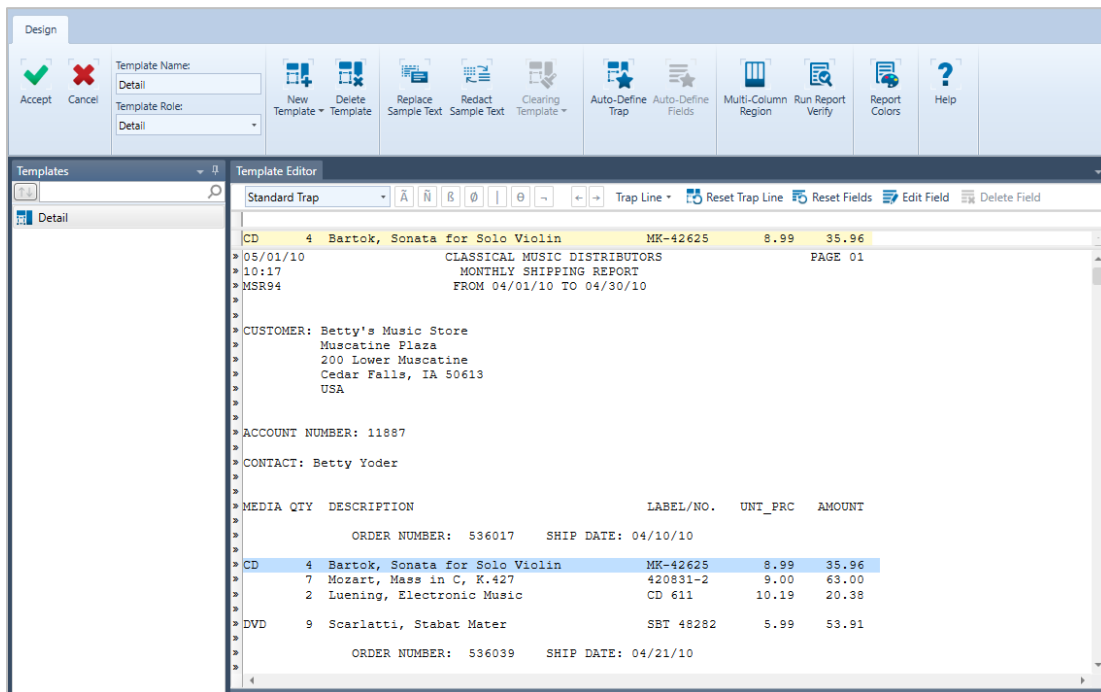 Design
Accept
Cancel
Template Name:
Detail
Template Role:
Detail
New Template
Delete Template
Replace Sample Text
Redact Sample Text
Clearing Template
Auto-Define Trap
Auto-Define Fields
Multi-Column Region
Run Report Verify
Report Colors
Help
Templates
Detail
Template Editor
Standard Trap Ã Ñ ß Ø | θ ¬ ← → Trap Line Reset Trap Line Reset Fields Edit Field Delete Field
CD 4 Bartok, Sonata for Solo Violin MK-42625 8.99 35.96
05/01/10 CLASSICAL MUSIC DISTRIBUTORS PAGE 01
10:17 MONTHLY SHIPPING REPORT
MSR94 FROM 04/01/10 TO 04/30/10
CUSTOMER: Betty's Music Store
Muscatine Plaza
200 Lower Muscatine
Cedar Falls, IA 50613
USA
ACCOUNT NUMBER: 11887
CONTACT: Betty Yoder
MEDIA QTY DESCRIPTION LABEL/NO. UNT_PRC AMOUNT
ORDER NUMBER: 536017 SHIP DATE: 04/10/10
CD 4 Bartok, Sonata for Solo Violin MK-42625 8.99 35.96
7 Mozart, Mass in C, K.427 420831-2 9.00 63.00
2 Luening, Electronic Music CD 611 10.19 20.38
DVD 9 Scarlatti, Stabat Mater SBT 48282 5.99 53.91
ORDER NUMBER: 536039 SHIP DATE: 04/21/10